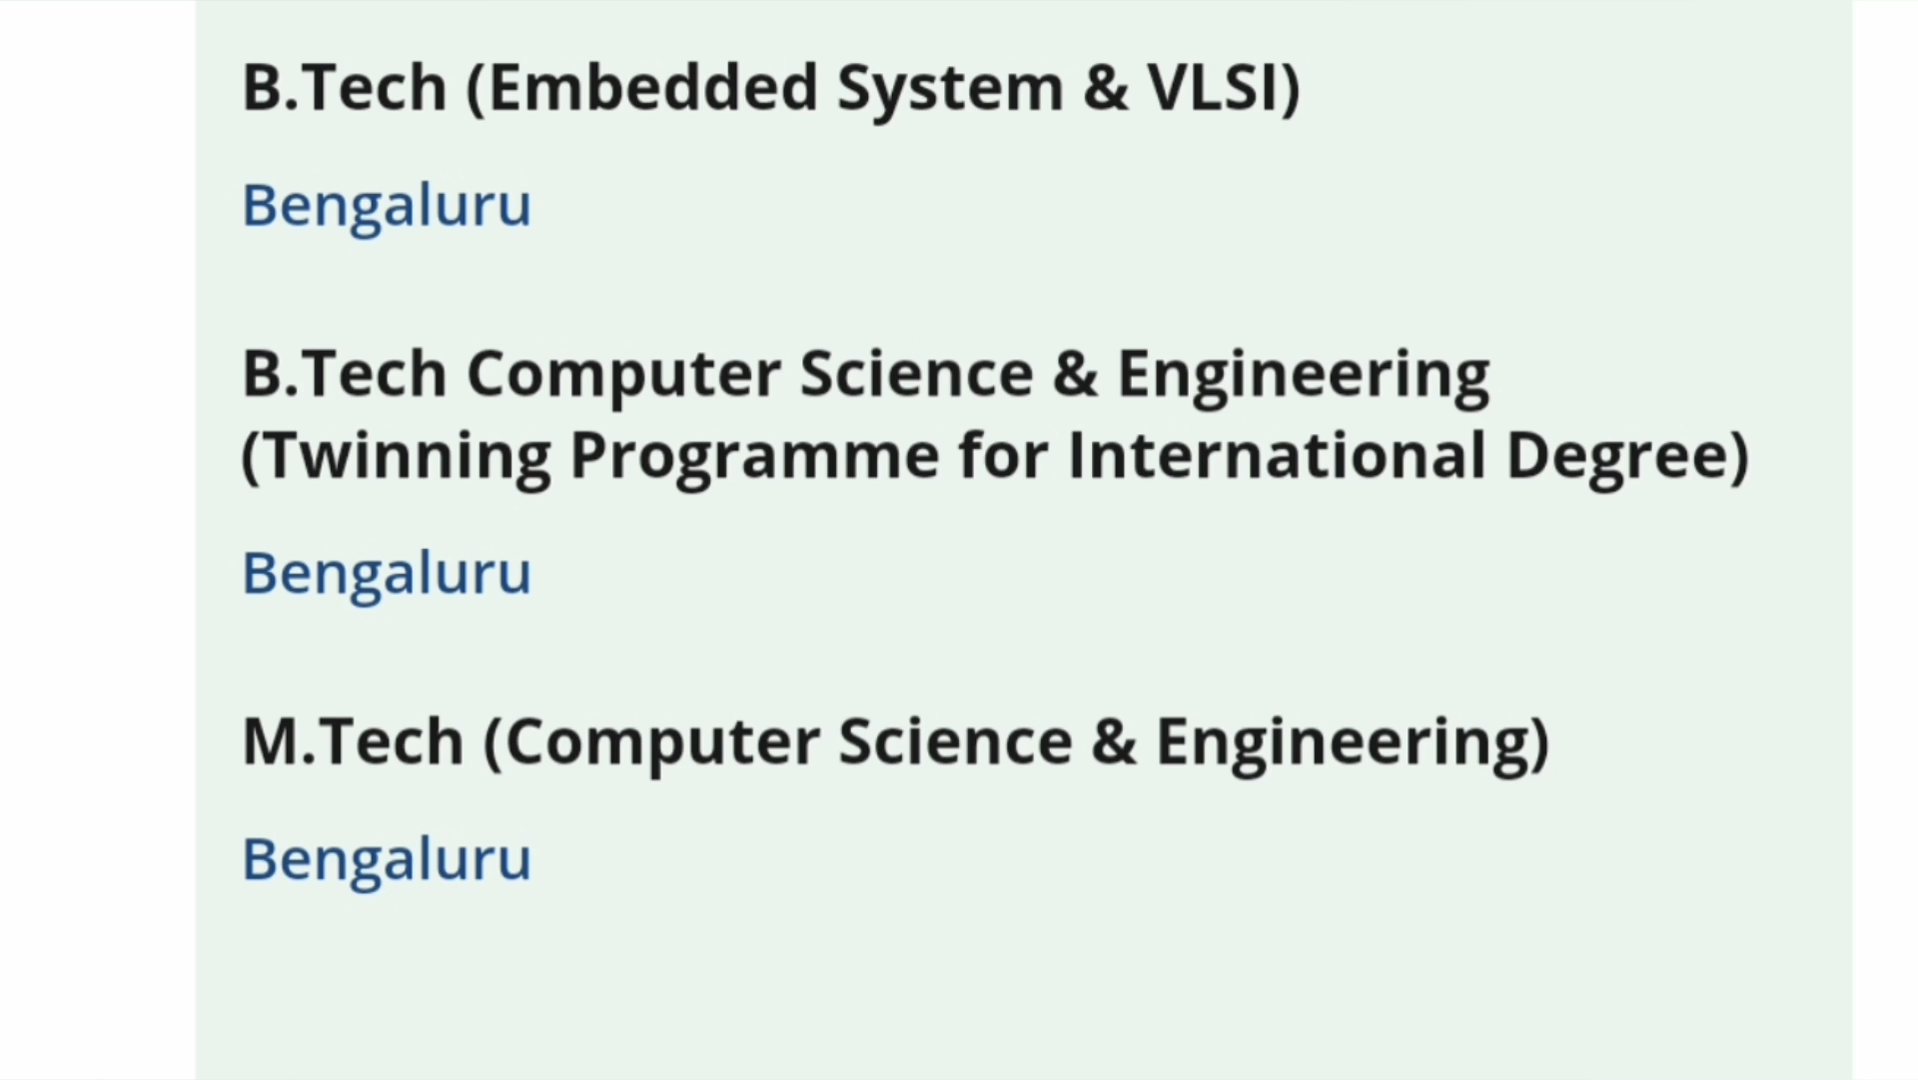 B.Tech (Embedded System & VLSI)
Bengaluru
B.Tech Computer Science & Engineering
(Twinning Programme for International Degree)
Bengaluru
M.Tech (Computer Science & Engineering)
Bengaluru